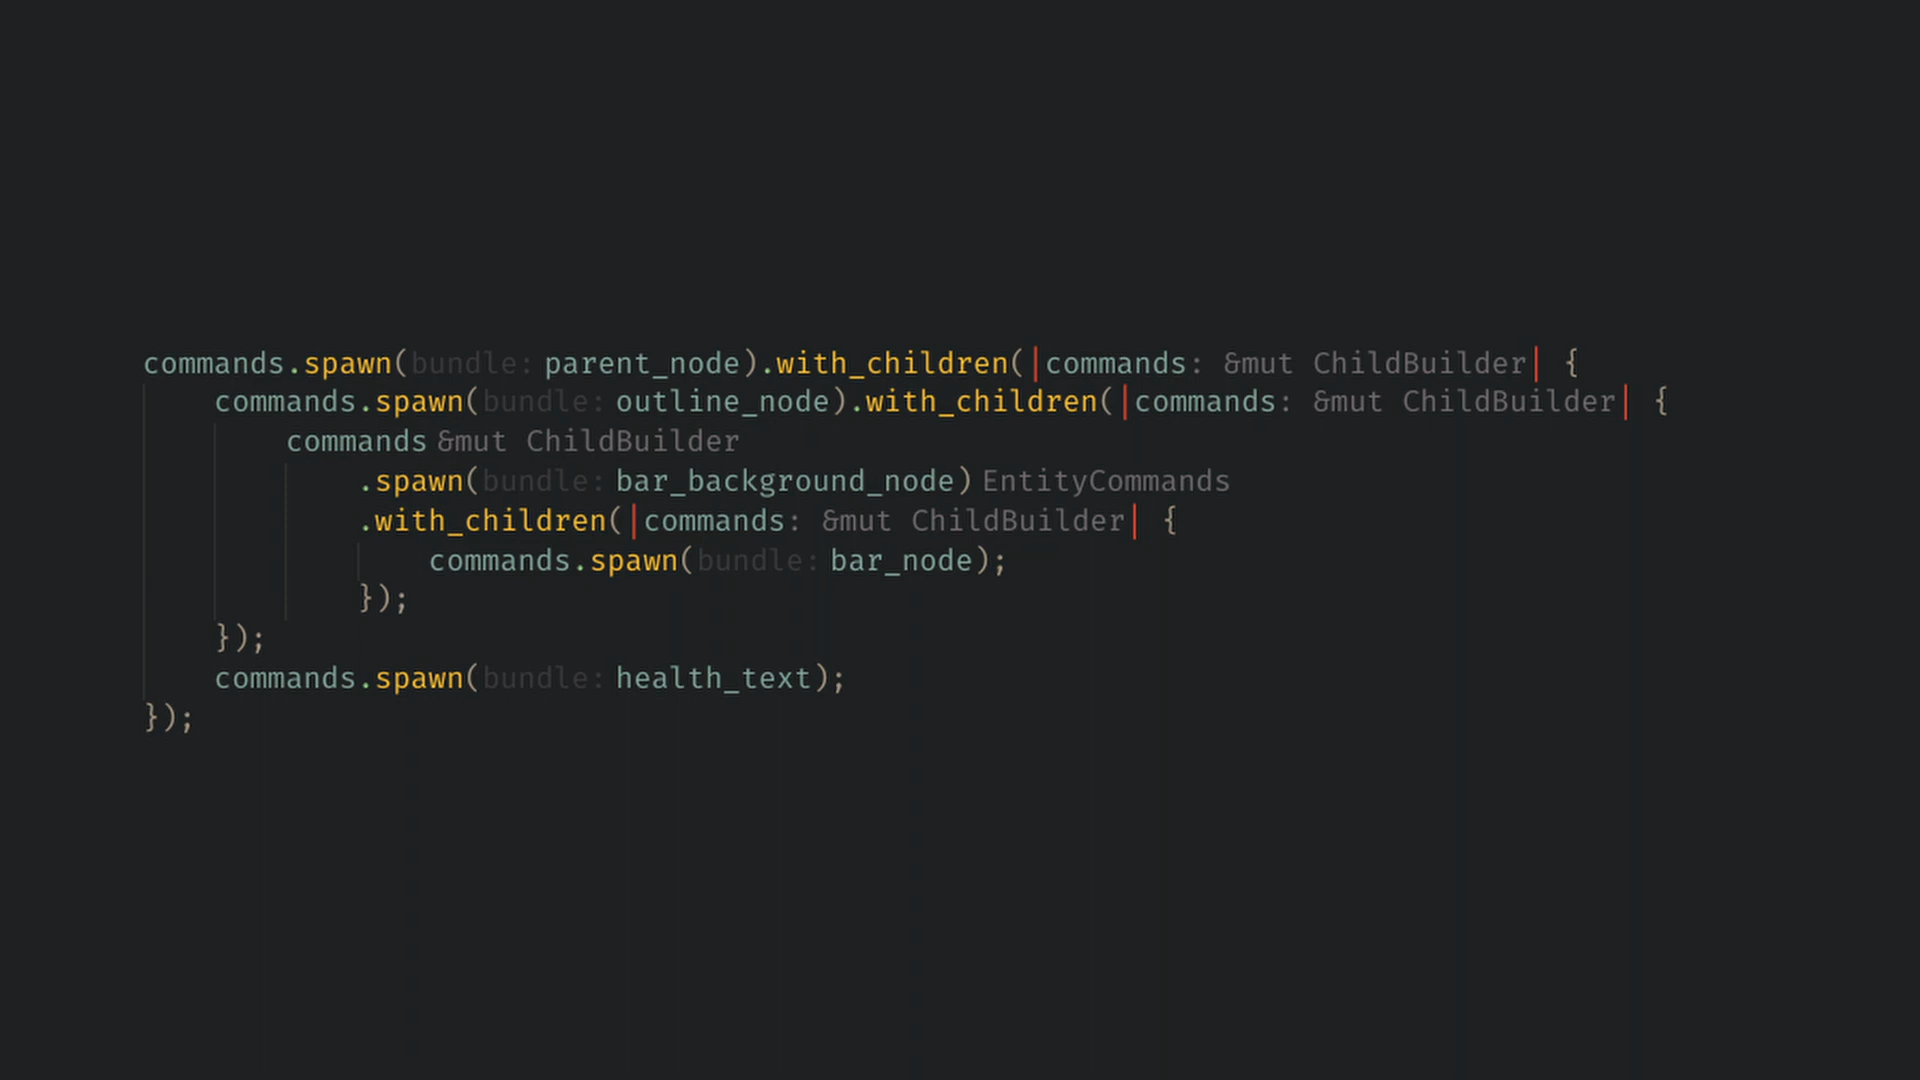 commands.spawn(bundle: parent_node).with_children(|commands: &mut ChildBuilder| {
commands.spawn(bundle: outline_node).with_children(|commands: &mut ChildBuilder| {
commands &mut ChildBuilder
.spawn(bundle: bar_background_node) EntityCommands
.with_children(|commands: &mut ChildBuilder| {
commands.spawn(bundle: bar_node);
});
});
commands.spawn(bundle: health_text);
});